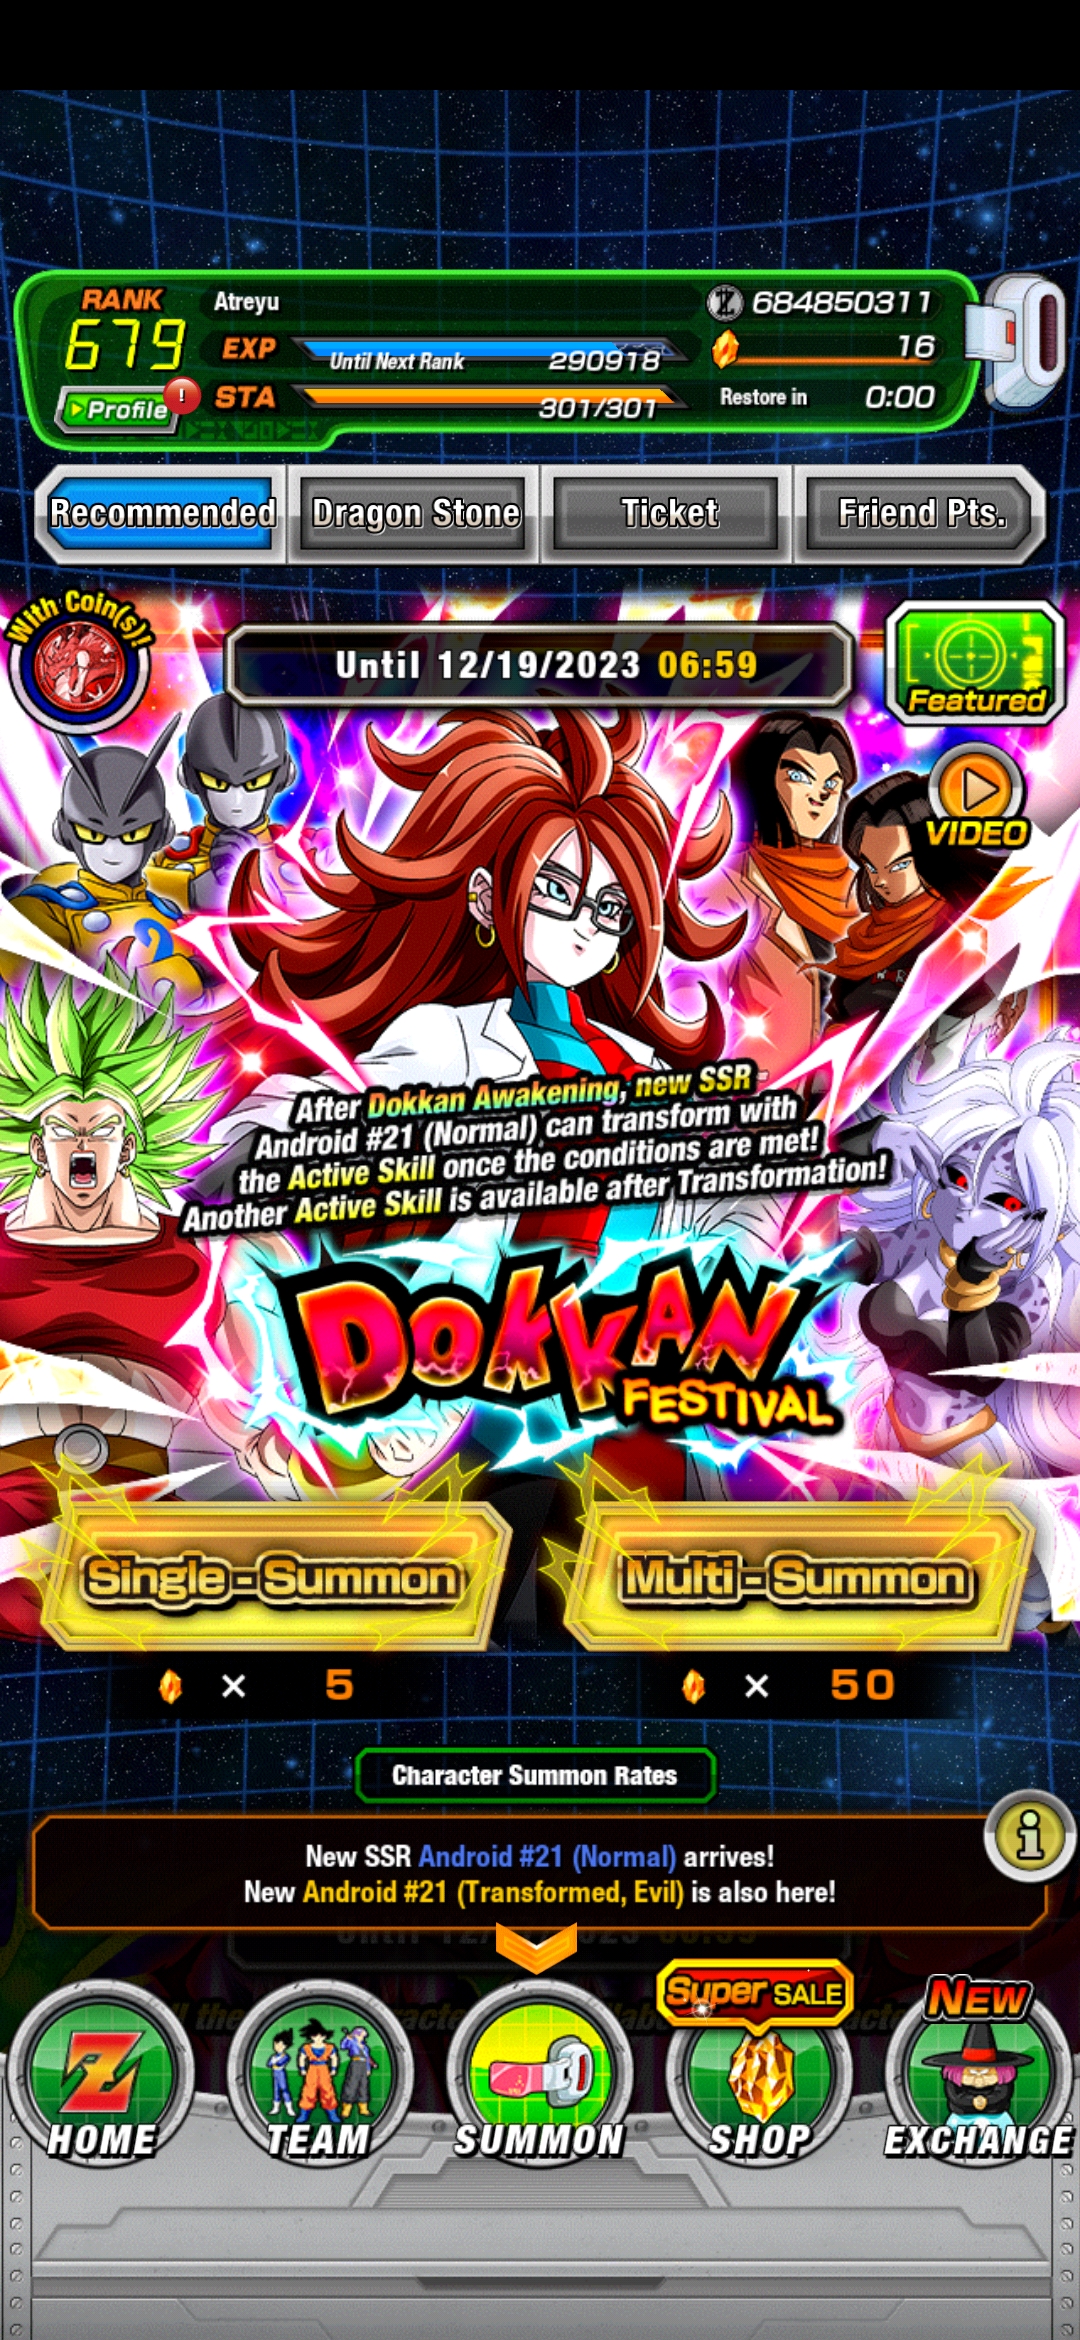 RANK
Atreyu
684850311
679
EXP
Until Next Rank
290918
16
Profile
!
STA
301/301
Restore in
0:00
Recommended
Dragon Stone
Ticket
Friend Pts.
With Coin(s)!
Until 12/19/2023 06:59
Featured
VIDEO
2
After Dokkan Awakening, new SSR
Android #21 (Normal) can transform with
the Active Skill once the conditions are met!
Another Active Skill is available after Transformation!
DOKKAN
FESTIVAL
Single-Summon
Multi-Summon
× 5
× 50
Character Summon Rates
New SSR Android #21 (Normal) arrives!
New Android #21 (Transformed, Evil) is also here!
Super SALE
NEW
HOME
TEAM
SUMMON
SHOP
EXCHANGE